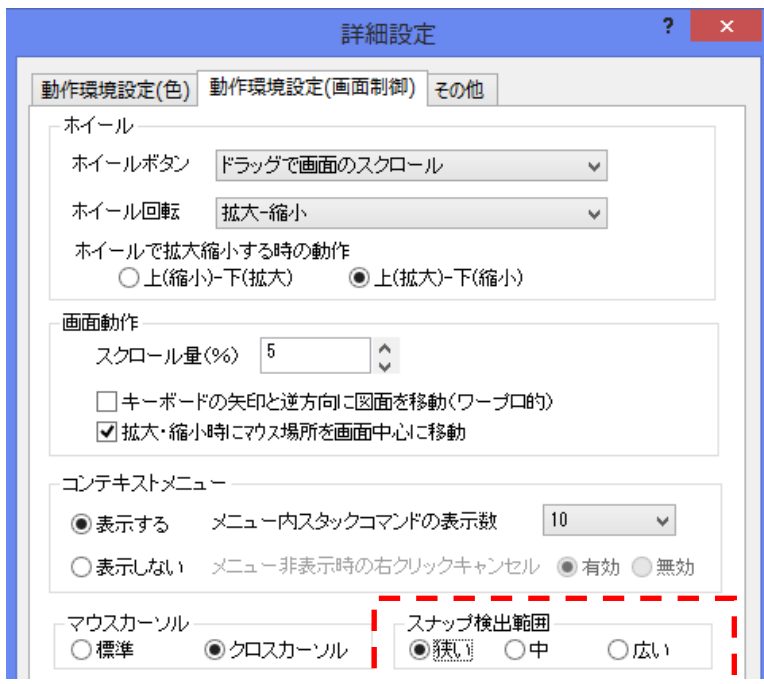 詳細設定 ?
動作環境設定(色) 動作環境設定(画面制御) その他
ホイール
ホイールボタン ドラッグで画面のスクロール
ホイール回転 拡大-縮小
ホイールで拡大縮小する時の動作
上(縮小)-下(拡大) 上(拡大)-下(縮小)
画面動作
スクロール量(%) 5
キーボードの矢印と逆方向に図面を移動(ワープロ的)
拡大・縮小時にマウス場所を画面中心に移動
コンテキストメニュー
表示する メニュー内スタックコマンドの表示数 10
表示しない メニュー非表示時の右クリックキャンセル 有効 無効
マウスカーソル スナップ検出範囲
標準 クロスカーソル 狭い 中 広い